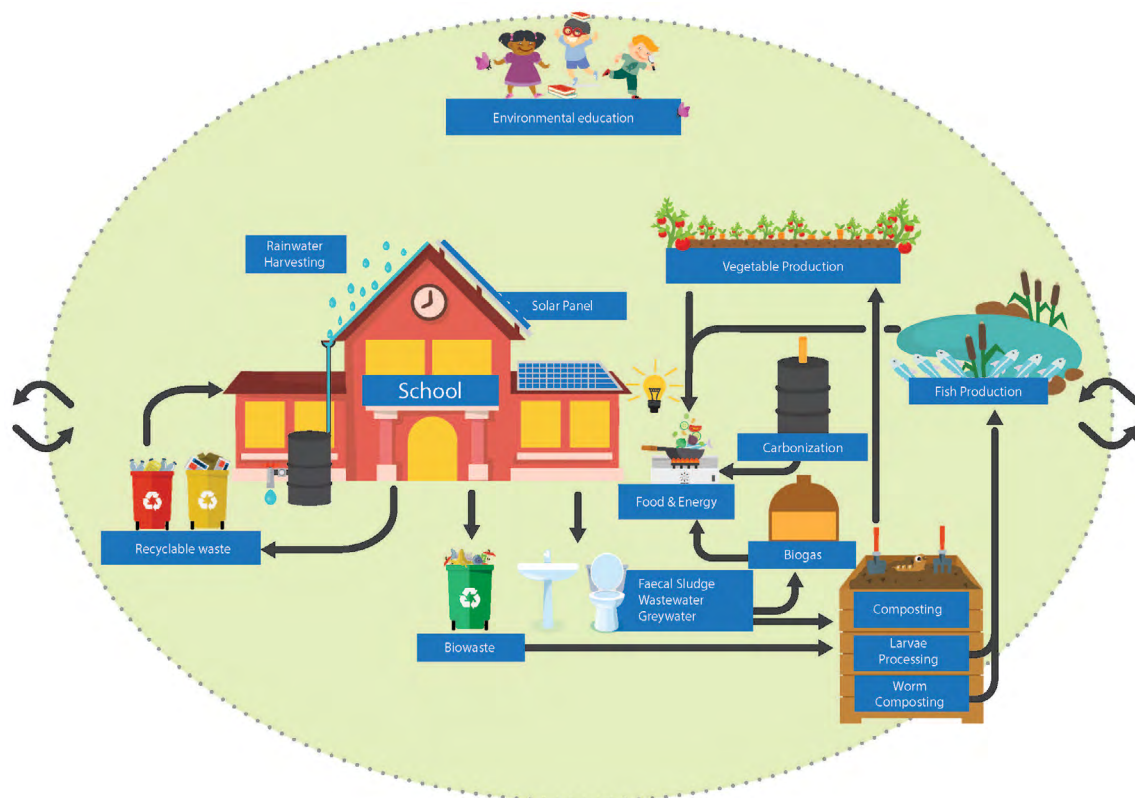 Environmental education
Rainwater
Harvesting
Solar Panel
Vegetable Production
School
Fish Production
Carbonization
Food & Energy
Recyclable waste
Biogas
Faecal Sludge
Wastewater
Greywater
Biowaste
Composting
Larvae
Processing
Worm
Composting